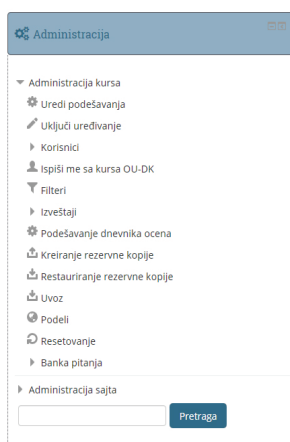 Administracija
Administracija kursa
Uredi podešavanja
Uključi uređivanje
Korisnici
Ispiši me sa kursa OU-DK
Filteri
Izveštaji
Podešavanje dnevnika ocena
Kreiranje rezervne kopije
Restauriranje rezervne kopije
Uvoz
Podeli
Resetovanje
Banka pitanja
Administracija sajta
Pretraga